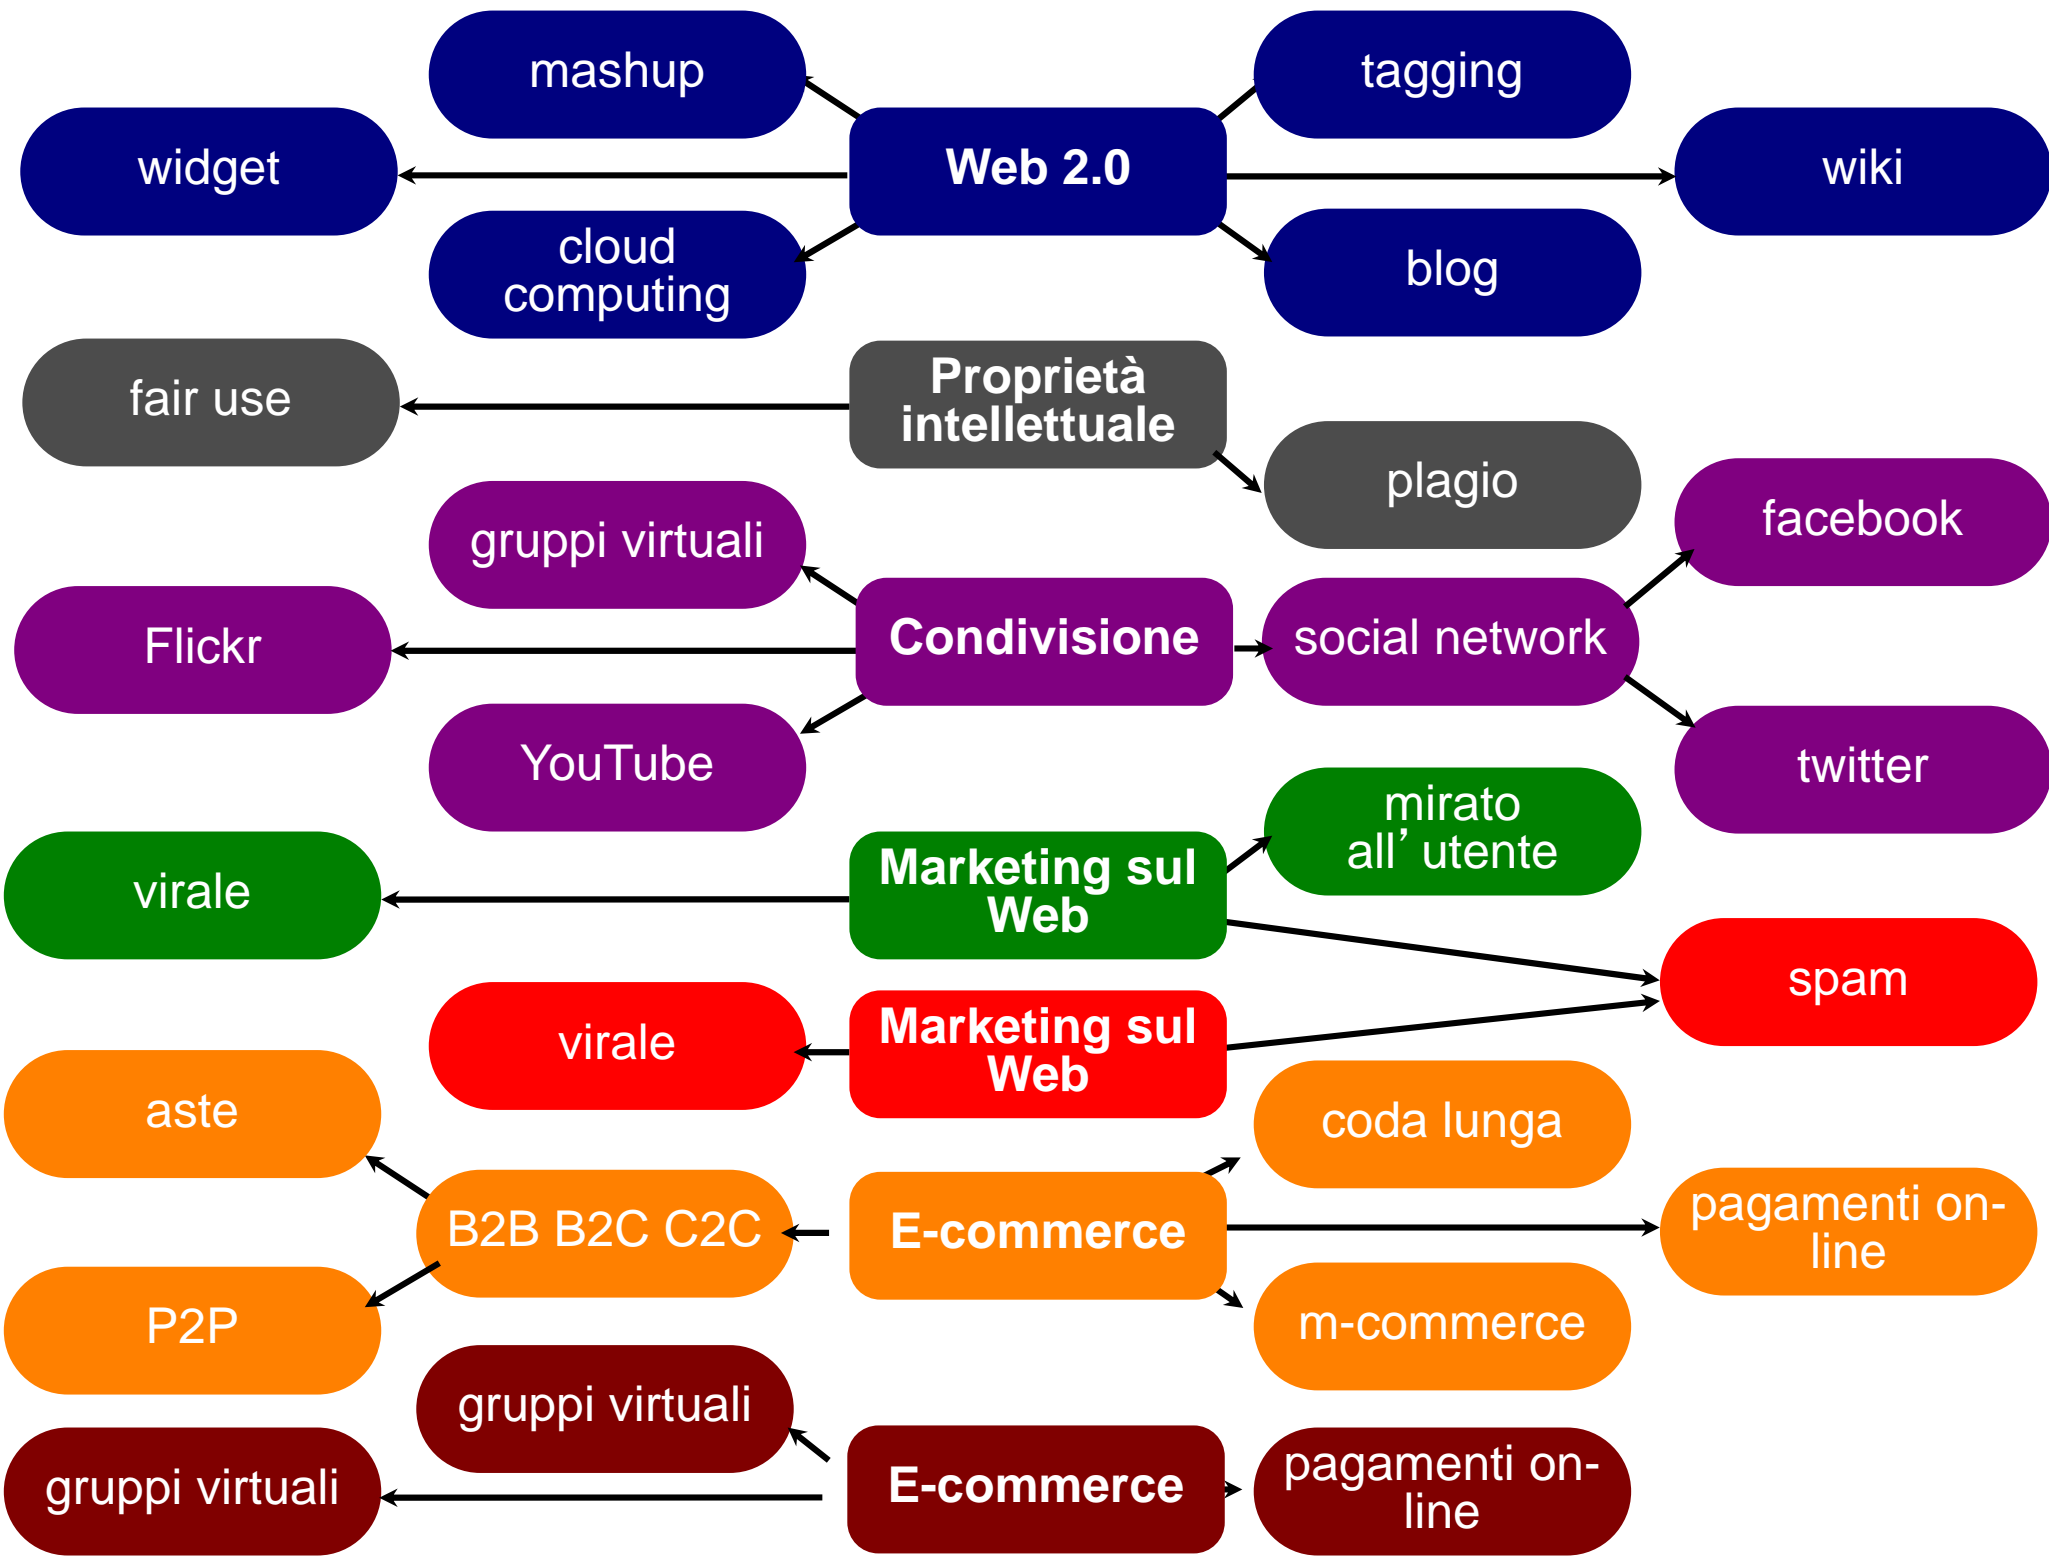 mashup
tagging
widget
Web 2.0
wiki
cloud
computing
blog
fair use
Proprietà
intellettuale
plagio
facebook
gruppi virtuali
Flickr
Condivisione
social network
YouTube
twitter
mirato
all’ utente
virale
Marketing sul
Web
spam
virale
Marketing sul
Web
aste
coda lunga
B2B B2C C2C
E-commerce
pagamenti on-
line
P2P
m-commerce
gruppi virtuali
gruppi virtuali
E-commerce
pagamenti on-
line